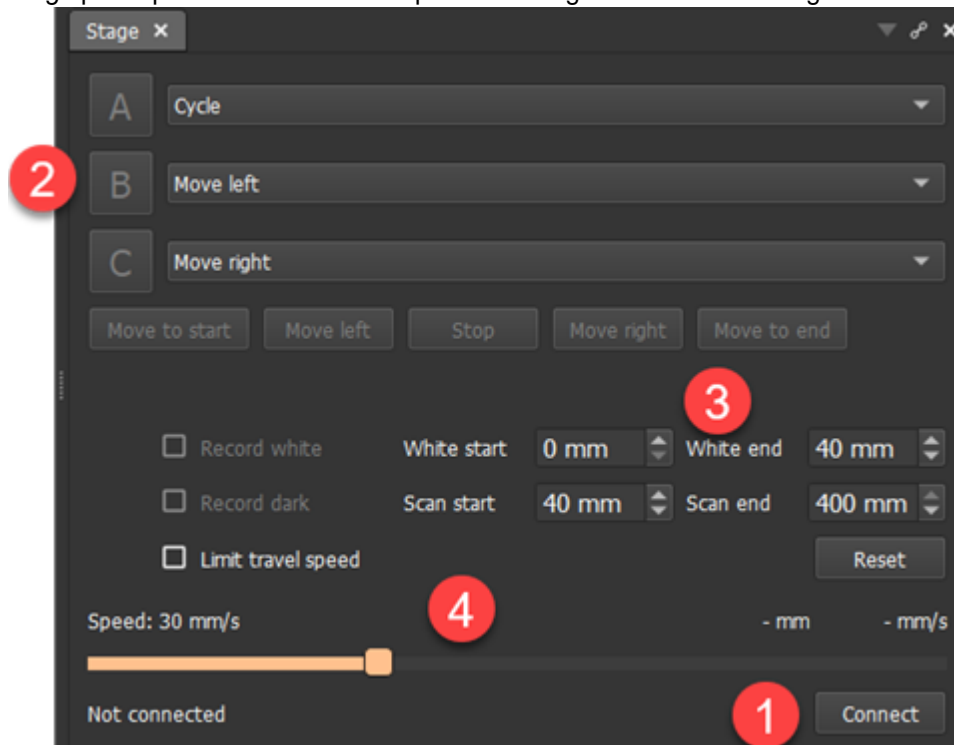 Stage
A Cycle
2 B Move left
C Move right
Move to start Move left Stop Move right Move to end
3
Record white White start 0 mm White end 40 mm
Record dark Scan start 40 mm Scan end 400 mm
Limit travel speed Reset
4
Speed: 30 mm/s - mm - mm/s
Not connected 1 Connect